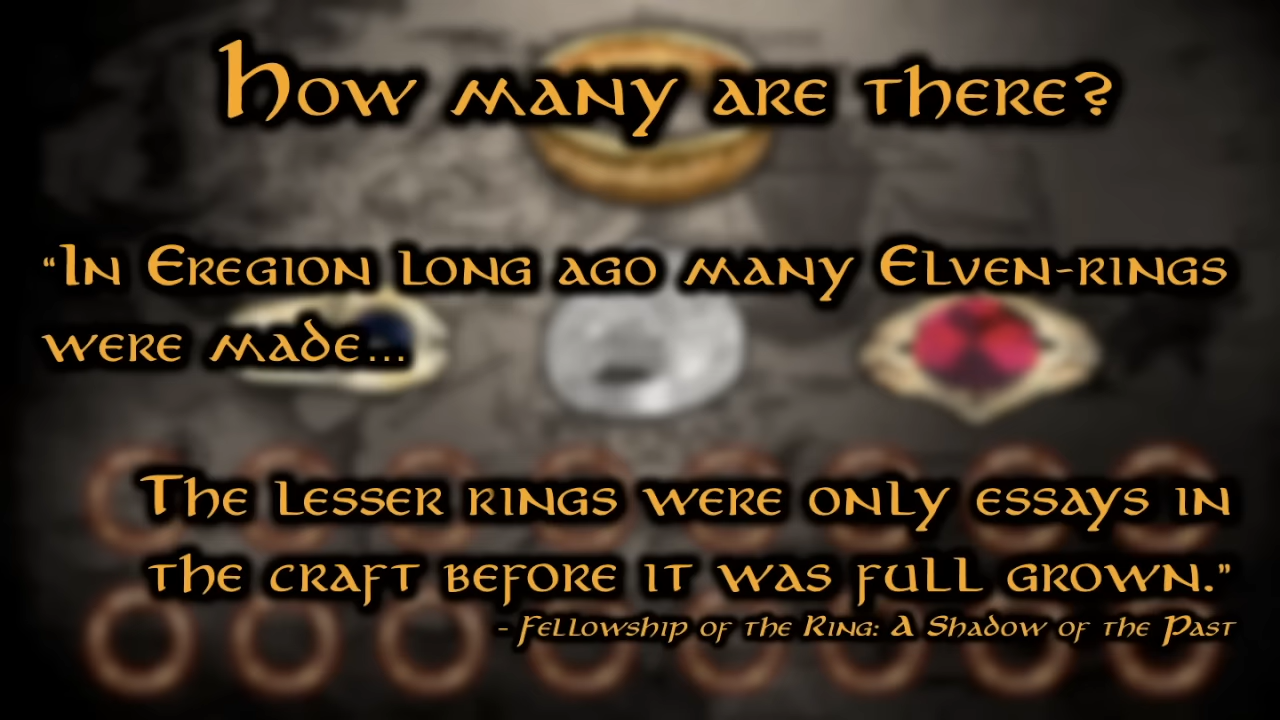 How many are there?
“In Eregion long ago many Elven-rings
were made...
The lesser rings were only essays in
the craft before it was full grown.”
- Fellowship of the Ring: A Shadow of the Past